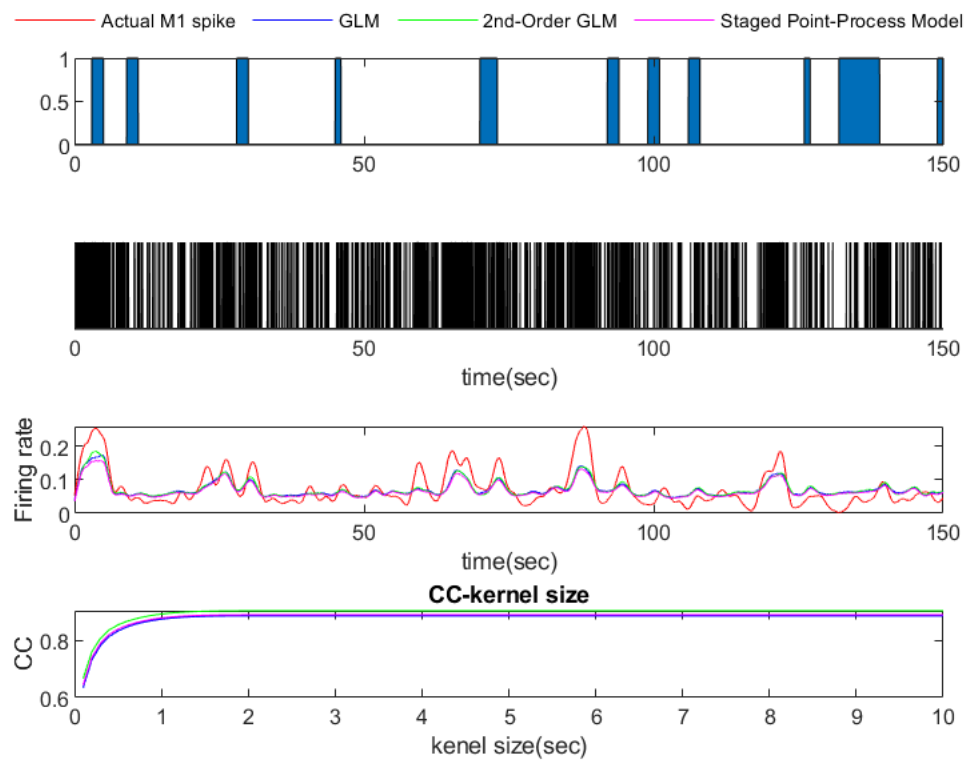 Actual M1 spike GLM 2nd-Order GLM Staged Point-Process Model
1
0.5
0
0 50 100 150
0 50 100 150
time(sec)
Firing rate
0.2
0.1
0
0 50 100 150
time(sec)
CC-kernel size
CC
0.8
0.6
0 1 2 3 4 5 6 7 8 9 10
kenel size(sec)